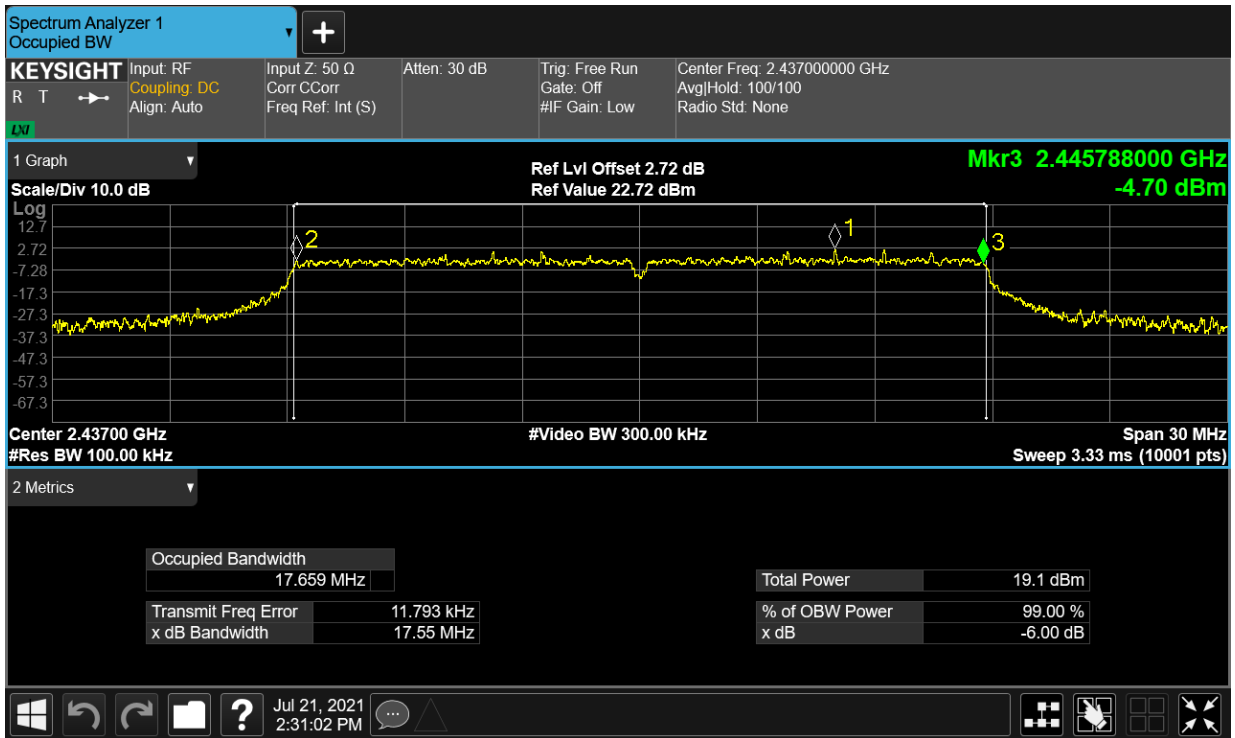 Spectrum Analyzer 1
Occupied BW
▼
+
KEYSIGHT
R T
LXI
Input: RF
Coupling: DC
Align: Auto
Input Z: 50 Ω
Corr CCorr
Freq Ref: Int (S)
Atten: 30 dB
Trig: Free Run
Gate: Off
#IF Gain: Low
Center Freq: 2.437000000 GHz
Avg|Hold: 100/100
Radio Std: None
1 Graph ▼
Scale/Div 10.0 dB
Ref Lvl Offset 2.72 dB
Ref Value 22.72 dBm
Mkr3 2.445788000 GHz
-4.70 dBm
Log
12.7
2.72
-7.28
-17.3
-27.3
-37.3
-47.3
-57.3
-67.3
2
1
3
Center 2.43700 GHz
#Res BW 100.00 kHz
#Video BW 300.00 kHz
Span 30 MHz
Sweep 3.33 ms (10001 pts)
2 Metrics ▼
Occupied Bandwidth
17.659 MHz
Transmit Freq Error 11.793 kHz
x dB Bandwidth 17.55 MHz
Total Power 19.1 dBm
% of OBW Power 99.00 %
x dB -6.00 dB
?
Jul 21, 2021
2:31:02 PM